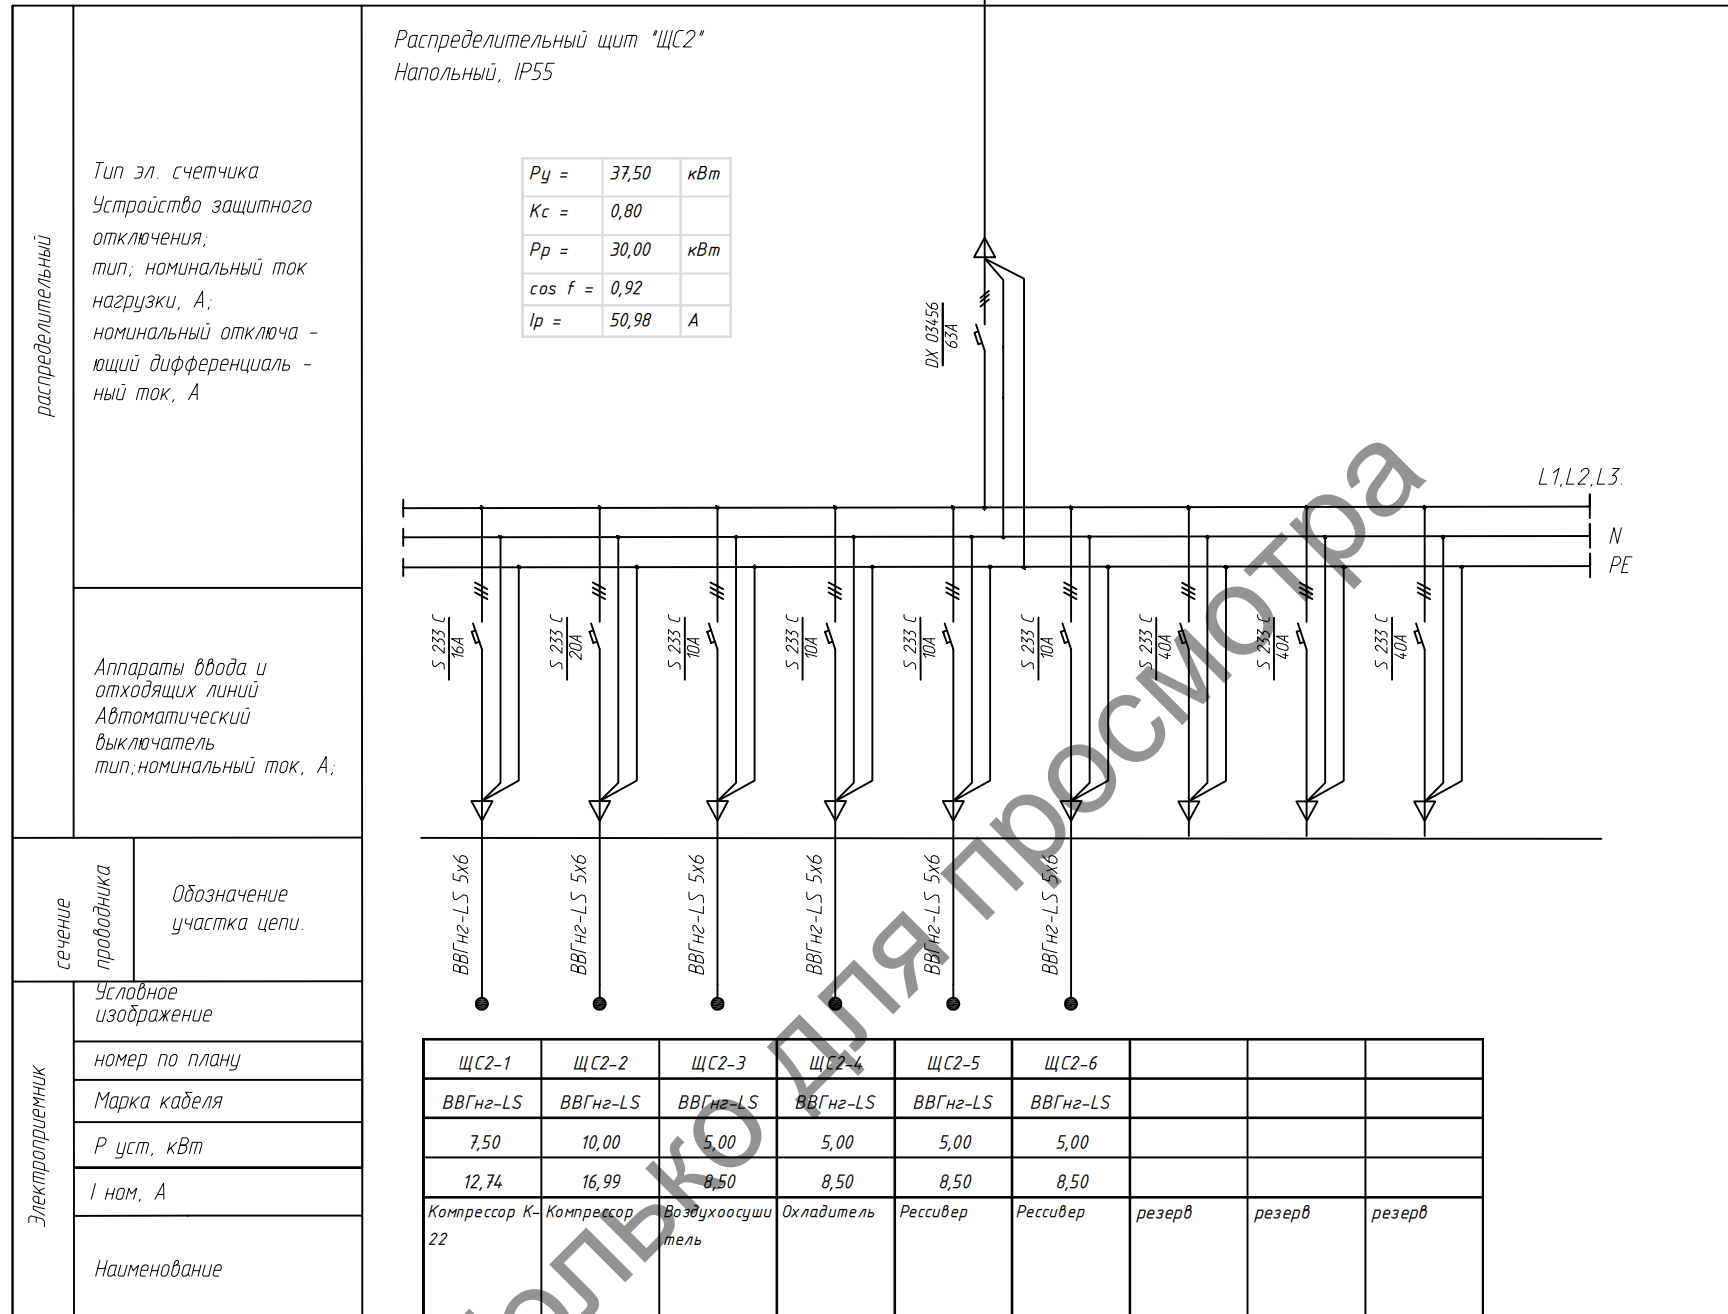 Распределительный щит "ЩС2"
Напольный, IP55
распределительный
Тип эл. счетчика
Устройство защитного
отключения;
тип; номинальный ток
нагрузки, А;
номинальный отключа -
ющий дифференциаль -
ный ток, А
Ру = 37,50 кВт
Кс = 0,80
Рр = 30,00 кВт
cos f = 0,92
Ip = 50,98 А
DX 03456
63А
L1,L2,L3.
N
PE
Аппараты ввода и
отходящих линий
Автоматический
выключатель
тип;номинальный ток, А;
S 233 C
16А
S 233 C
20А
S 233 C
10А
S 233 C
10А
S 233 C
10А
S 233 C
10А
S 233 C
40А
S 233 C
40А
S 233 C
40А
сечение
проводника
Обозначение
участка цепи.
ВВГнг-LS 5x6
ВВГнг-LS 5x6
ВВГнг-LS 5x6
ВВГнг-LS 5x6
ВВГнг-LS 5x6
ВВГнг-LS 5x6
Электроприемник
Условное
изображение
номер по плану
ЩС2-1 ЩС2-2 ЩС2-3 ЩС2-4 ЩС2-5 ЩС2-6
Марка кабеля
ВВГнг-LS ВВГнг-LS ВВГнг-LS ВВГнг-LS ВВГнг-LS ВВГнг-LS
Р уст, кВт
7,50 10,00 5,00 5,00 5,00 5,00
I ном, А
12,74 16,99 8,50 8,50 8,50 8,50
Наименование
Компрессор К-
22
Компрессор
Воздухоосуши
тель
Охладитель
Рессивер
Рессивер
резерв
резерв
резерв
только для просмотра